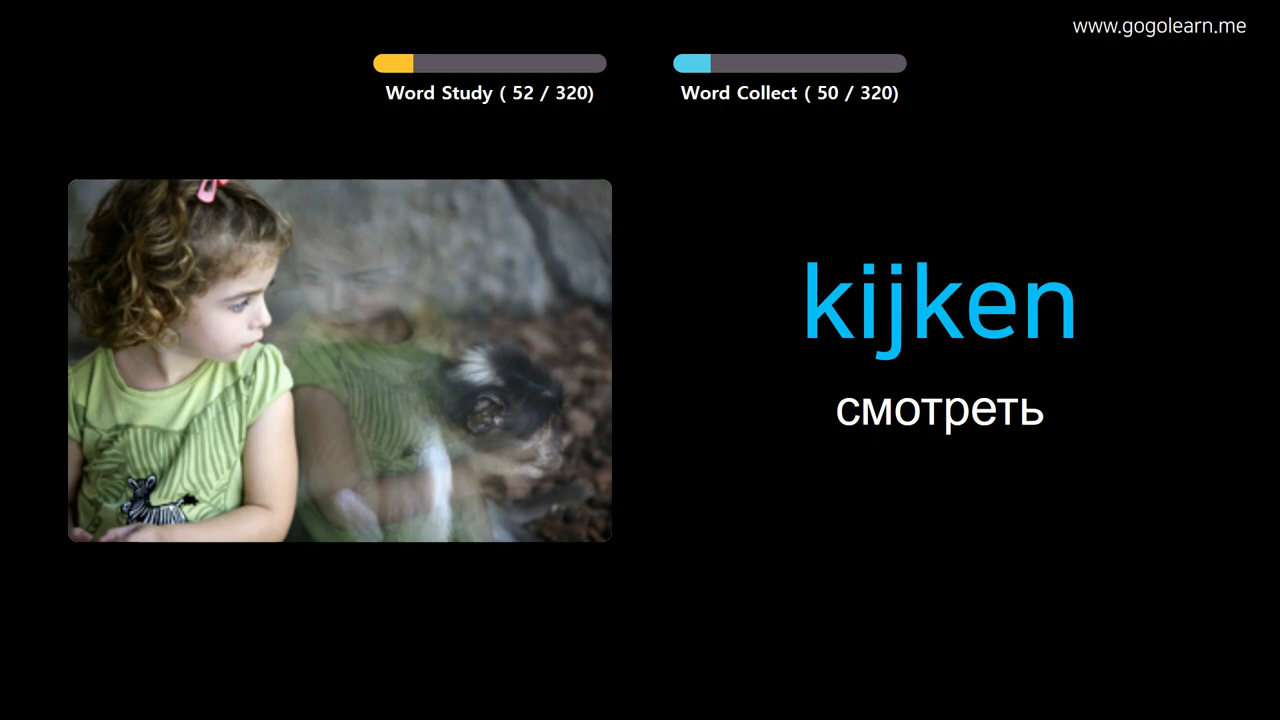 www.gogolearn.me
Word Study ( 52 / 320)
Word Collect ( 50 / 320)
kijken
смотреть